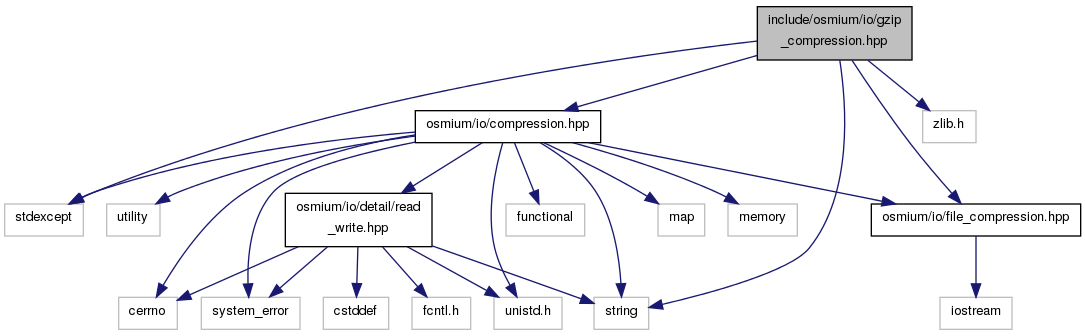 include/osmium/io/gzip
_compression.hpp
osmium/io/compression.hpp
zlib.h
stdexcept
utility
osmium/io/detail/read
_write.hpp
functional
map
memory
osmium/io/file_compression.hpp
cerrno
system_error
cstddef
fcntl.h
unistd.h
string
iostream